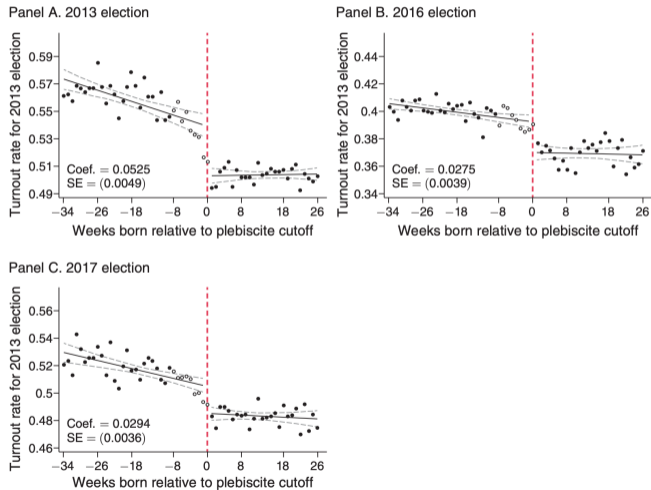 Panel A. 2013 election
Turnout rate for 2013 election
0.59
0.57
0.55
0.53
0.51
0.49
Coef. = 0.0525
SE = (0.0049)
−34 −26 −18 −8 0 8 18 26
Weeks born relative to plebiscite cutoff
Panel B. 2016 election
Turnout rate for 2013 election
0.44
0.42
0.4
0.38
0.36
0.34
Coef. = 0.0275
SE = (0.0039)
−34 −26 −18 −8 0 8 18 26
Weeks born relative to plebiscite cutoff
Panel C. 2017 election
Turnout rate for 2013 election
0.56
0.54
0.52
0.5
0.48
0.46
Coef. = 0.0294
SE = (0.0036)
−34 −26 −18 −8 0 8 18 26
Weeks born relative to plebiscite cutoff